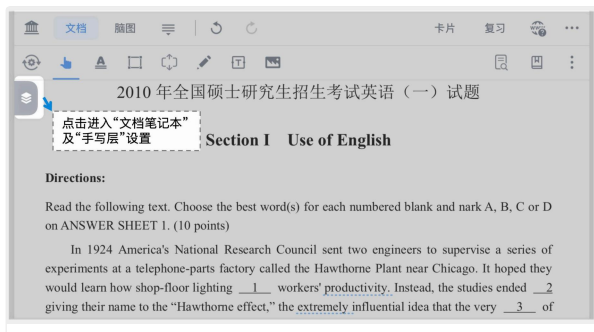 文档 脑图 卡片 复习
T
2010 年全国硕士研究生招生考试英语（一）试题
点击进入“文档笔记本”
及“手写层”设置
Section I Use of English
Directions:
Read the following text. Choose the best word(s) for each numbered blank and nark A, B, C or D
on ANSWER SHEET 1. (10 points)
In 1924 America's National Research Council sent two engineers to supervise a series of
experiments at a telephone-parts factory called the Hawthorne Plant near Chicago. It hoped they
would learn how shop-floor lighting __1__ workers' productivity. Instead, the studies ended __2
giving their name to the “Hawthorne effect,” the extremely influential idea that the very __3__ of